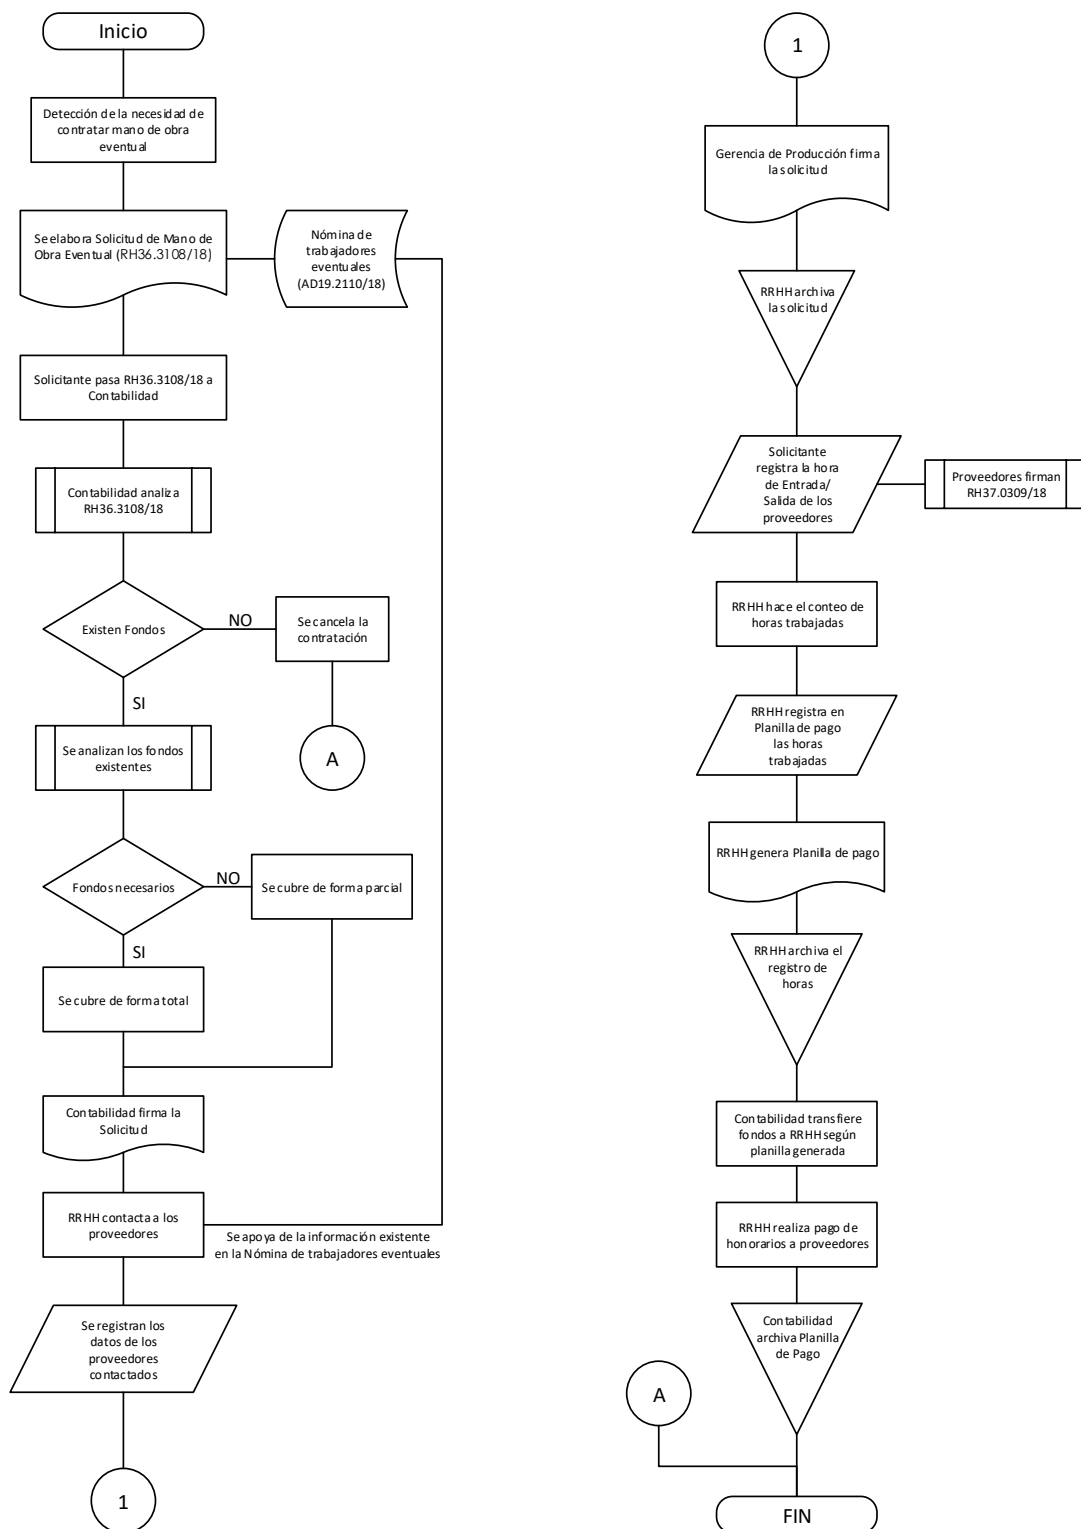 Inicio
Detección de la necesidad de
contratar mano de obra
eventual
Se elabora Solicitud de Mano de
Obra Eventual (RH36.3108/18)
Nómina de
trabajadores
eventuales
(AD19.2110/18)
Solicitante pasa RH36.3108/18 a
Contabilidad
Contabilidad analiza
RH36.3108/18
Existen Fondos
NO
Se cancela la
contratación
SI
A
Se analizan los fondos
existentes
Fondos necesarios
NO
Se cubre de forma parcial
SI
Se cubre de forma total
Contabilidad firma la
Solicitud
RRHH contacta a los
proveedores
Se apoya de la información existente
en la Nómina de trabajadores eventuales
Se registran los
datos de los
proveedores
contactados
1
1
Gerencia de Producción firma
la solicitud
RRHH archiva
la solicitud
Solicitante
registra la hora
de Entrada/
Salida de los
proveedores
Proveedores firman
RH37.0309/18
RRHH hace el conteo de
horas trabajadas
RRHH registra en
Planilla de pago
las horas
trabajadas
RRHH genera Planilla de pago
RRHH archiva el
registro de
horas
Contabilidad transfiere
fondos a RRHH según
planilla generada
RRHH realiza pago de
honorarios a proveedores
Contabilidad
archiva Planilla
de Pago
A
FIN